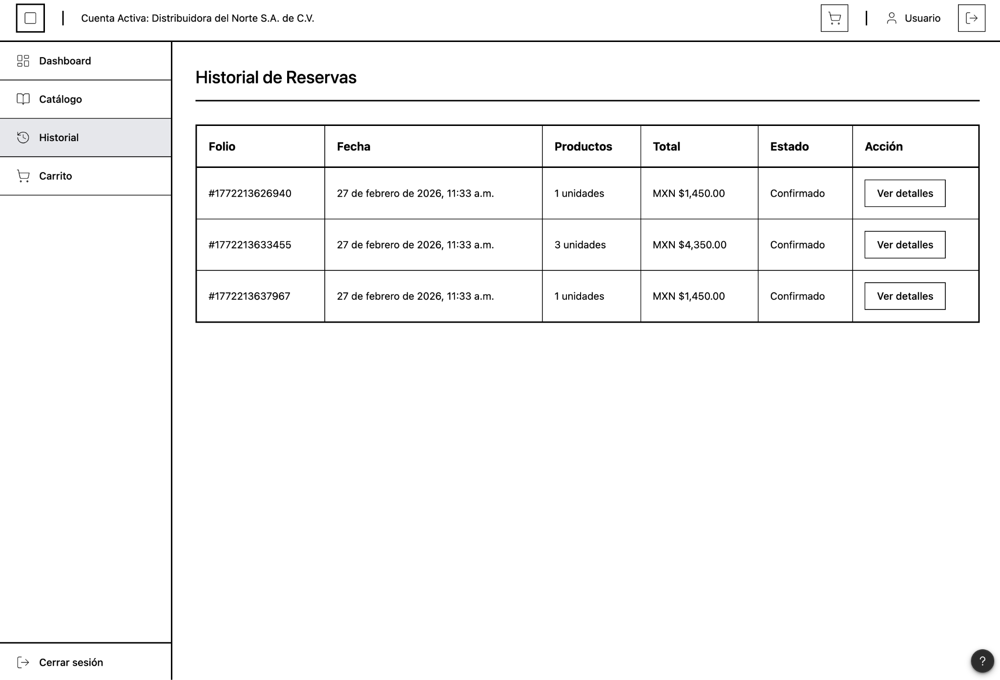 Cuenta Activa: Distribuidora del Norte S.A. de C.V.
Usuario
Dashboard
Catálogo
Historial
Carrito
Cerrar sesión
Historial de Reservas
Folio Fecha Productos Total Estado Acción
#1772213626940 27 de febrero de 2026, 11:33 a.m. 1 unidades MXN $1,450.00 Confirmado Ver detalles
#1772213633455 27 de febrero de 2026, 11:33 a.m. 3 unidades MXN $4,350.00 Confirmado Ver detalles
#1772213637967 27 de febrero de 2026, 11:33 a.m. 1 unidades MXN $1,450.00 Confirmado Ver detalles
?